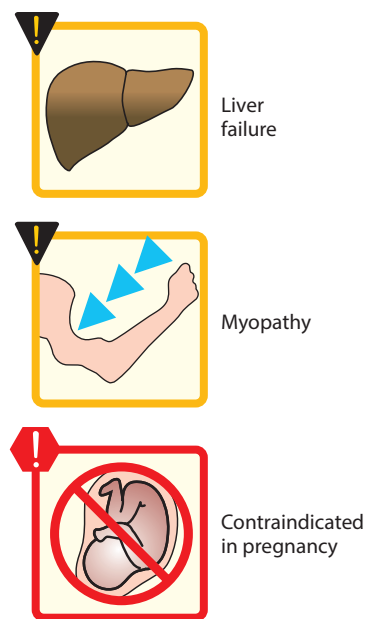 !
Liver
failure
!
Myopathy
!
Contraindicated
in pregnancy